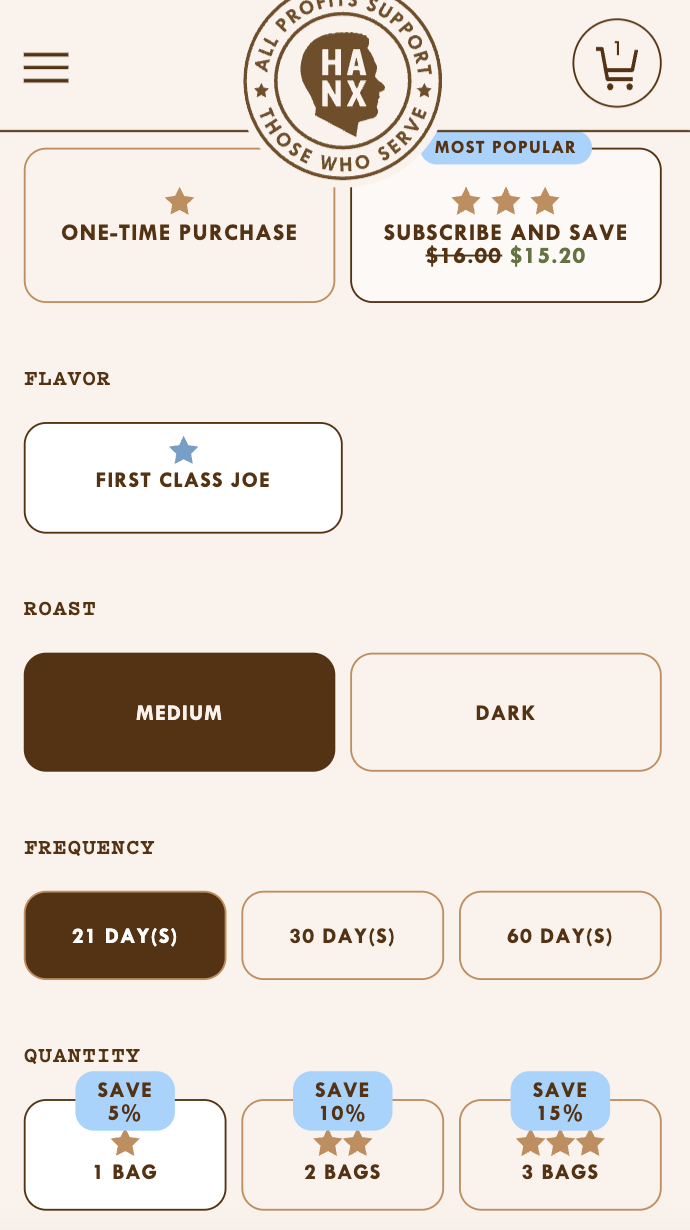 ALL PROFITS SUPPORT
HA
NX
THOSE WHO SERVE
1
MOST POPULAR
ONE-TIME PURCHASE
SUBSCRIBE AND SAVE
$16.00 $15.20
FLAVOR
FIRST CLASS JOE
ROAST
MEDIUM
DARK
FREQUENCY
21 DAY(S)
30 DAY(S)
60 DAY(S)
QUANTITY
SAVE
5%
1 BAG
SAVE
10%
2 BAGS
SAVE
15%
3 BAGS